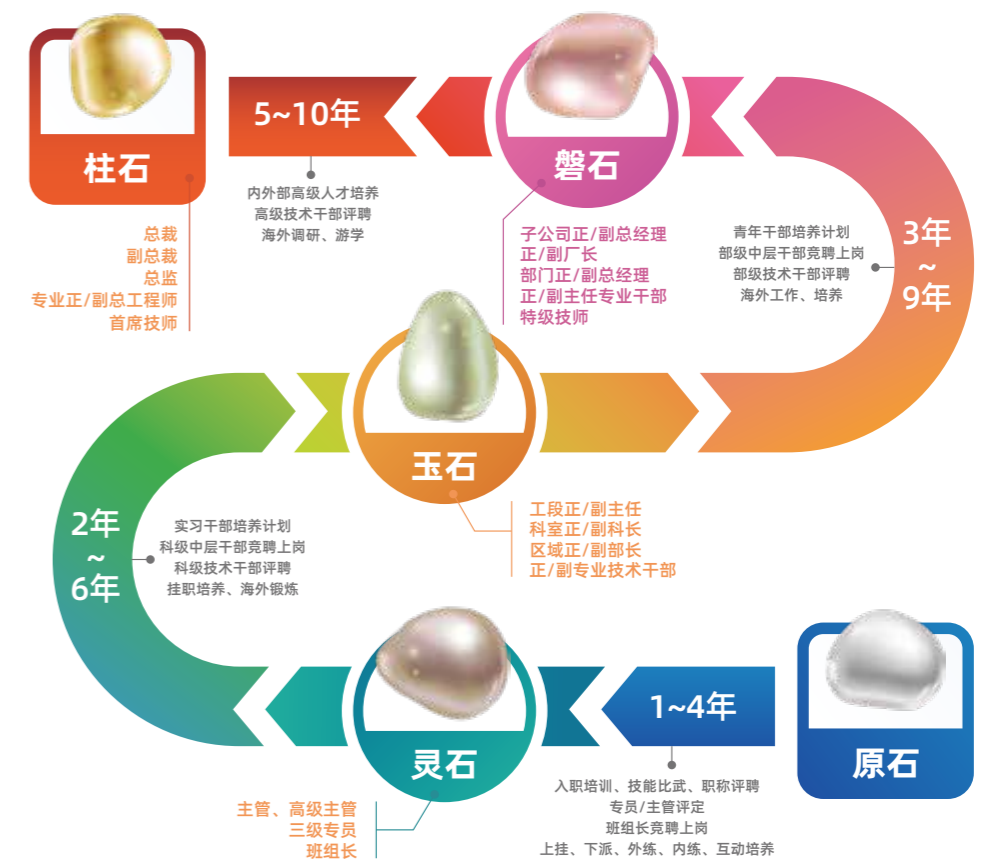 柱石
总裁
副总裁
总监
专业正/副总工程师
首席技师
5~10年
内外部高级人才培养
高级技术干部评聘
海外调研、游学
磐石
子公司正/副总经理
正/副厂长
部门正/副总经理
正/副主任专业干部
特级技师
青年干部培养计划
部级中层干部竞聘上岗
部级技术干部评聘
海外工作、培养
3年
~
9年
玉石
工段正/副主任
科室正/副科长
区域正/副部长
正/副专业技术干部
2年
~
6年
实习干部培养计划
科级中层干部竞聘上岗
科级技术干部评聘
挂职培养、海外锻炼
灵石
主管、高级主管
三级专员
班组长
1~4年
入职培训、技能比武、职称评聘
专员/主管评定
班组长竞聘上岗
上挂、下派、外练、内练、互动培养
原石